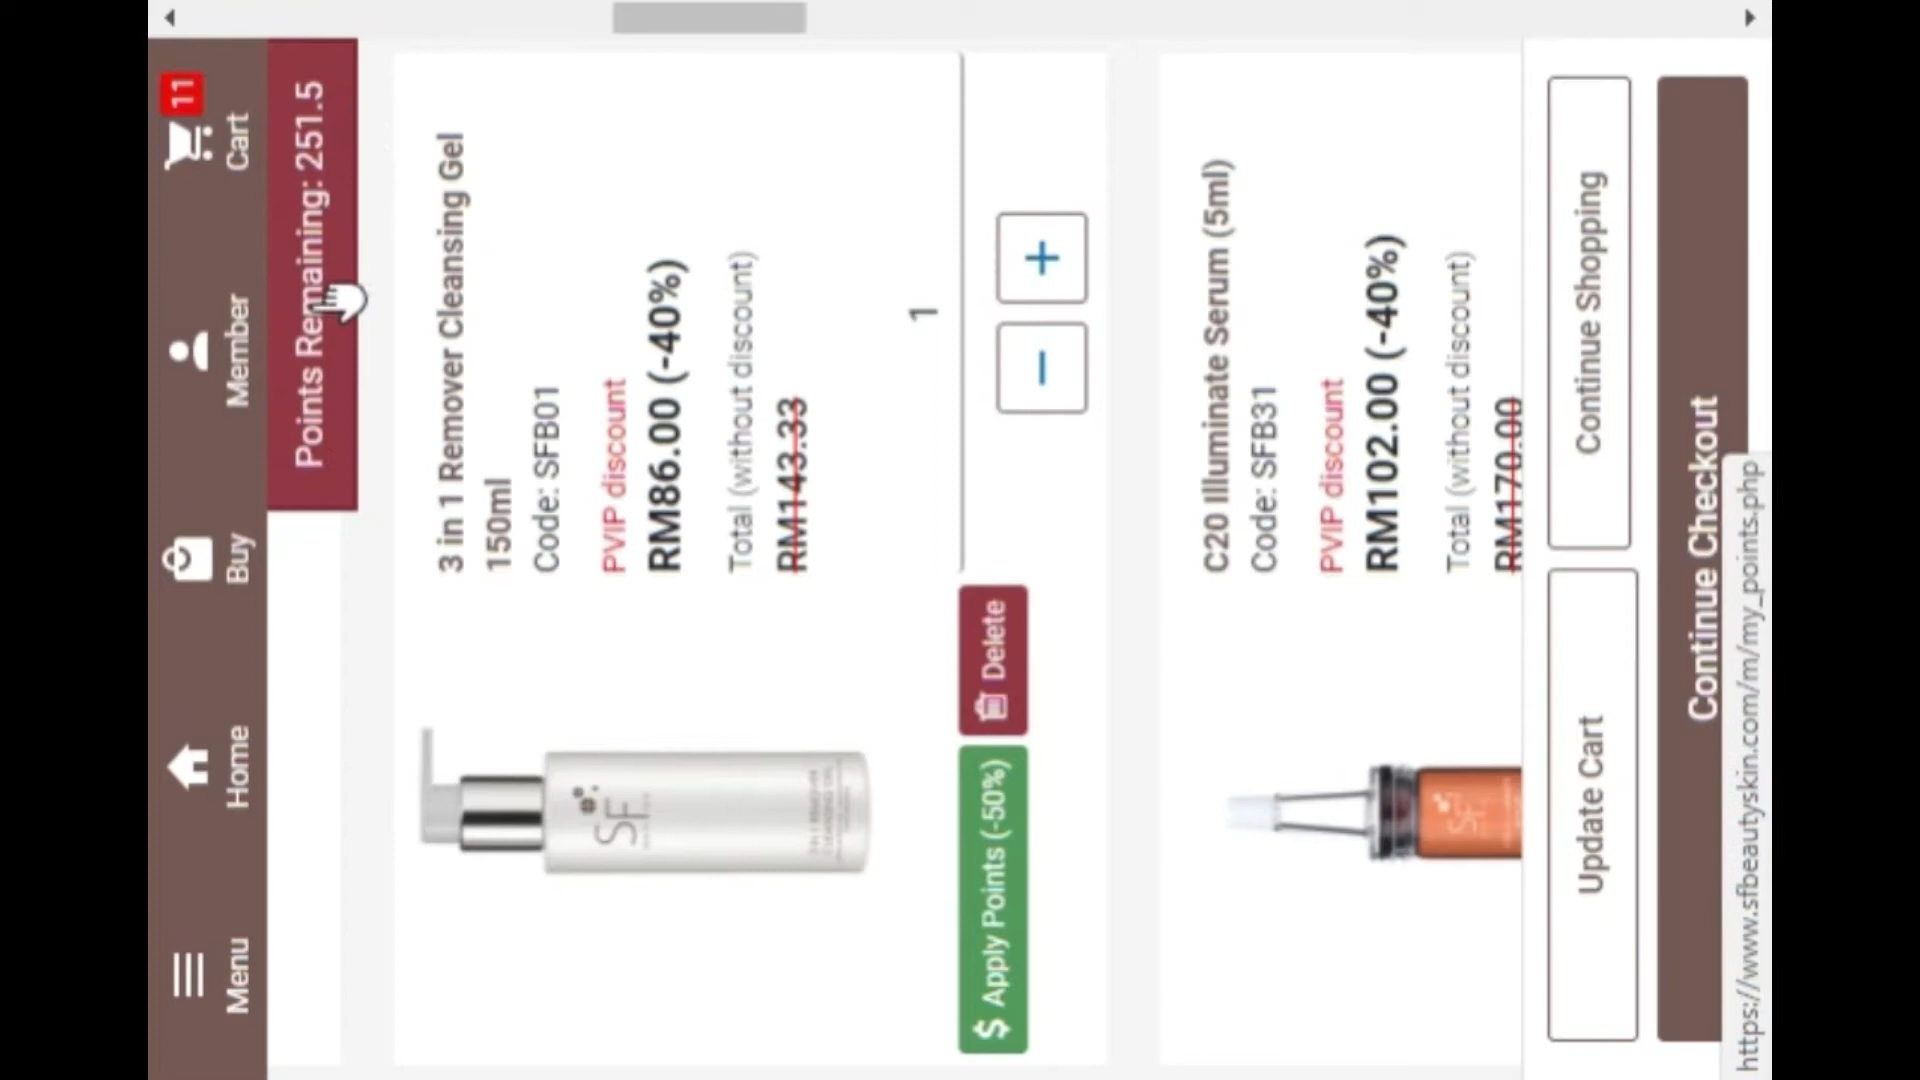 Menu
Home
Buy
Member
Cart
11
Points Remaining: 251.5
3 in 1 Remover Cleansing Gel
150ml
Code: SFB01
PVIP discount
RM86.00 (-40%)
Total (without discount)
RM143.33
1
SF
$ Apply Points (-50%)
Delete
−
+
C20 Illuminate Serum (5ml)
Code: SFB31
PVIP discount
RM102.00 (-40%)
Total (without discount)
RM170.00
SF
Update Cart
Continue Shopping
Continue Checkout
https://www.sfbeautyskin.com/m/my_points.php